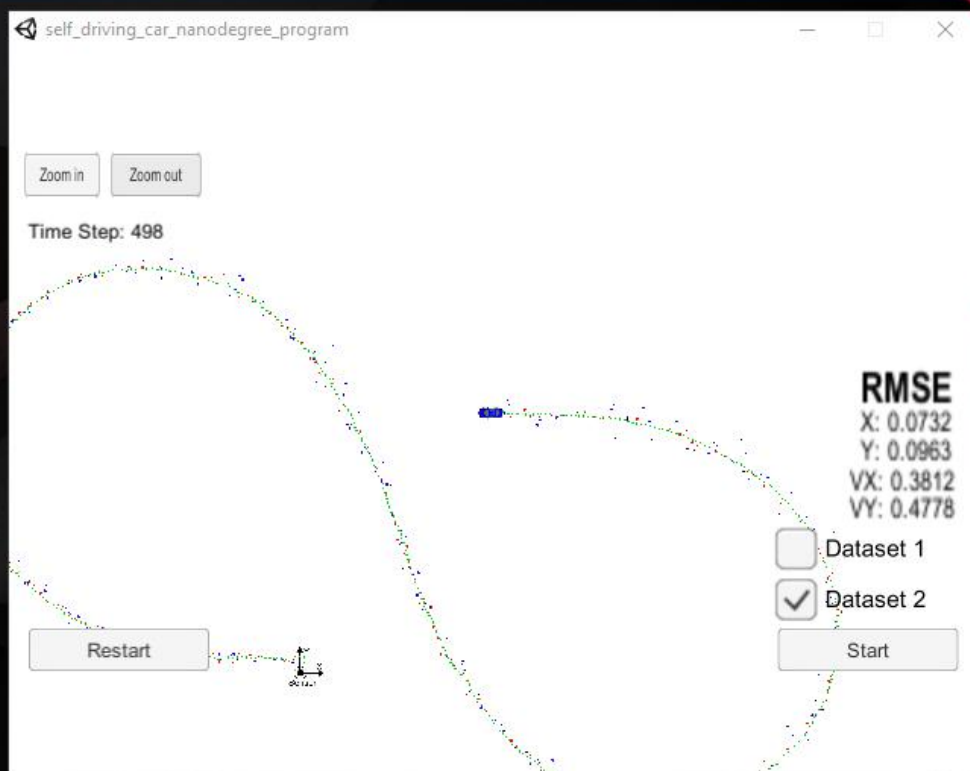 self_driving_car_nanodegree_program
Zoom in Zoom out
Time Step: 498
RMSE
X: 0.0732
Y: 0.0963
VX: 0.3812
VY: 0.4778
Dataset 1
Dataset 2
Restart
Start